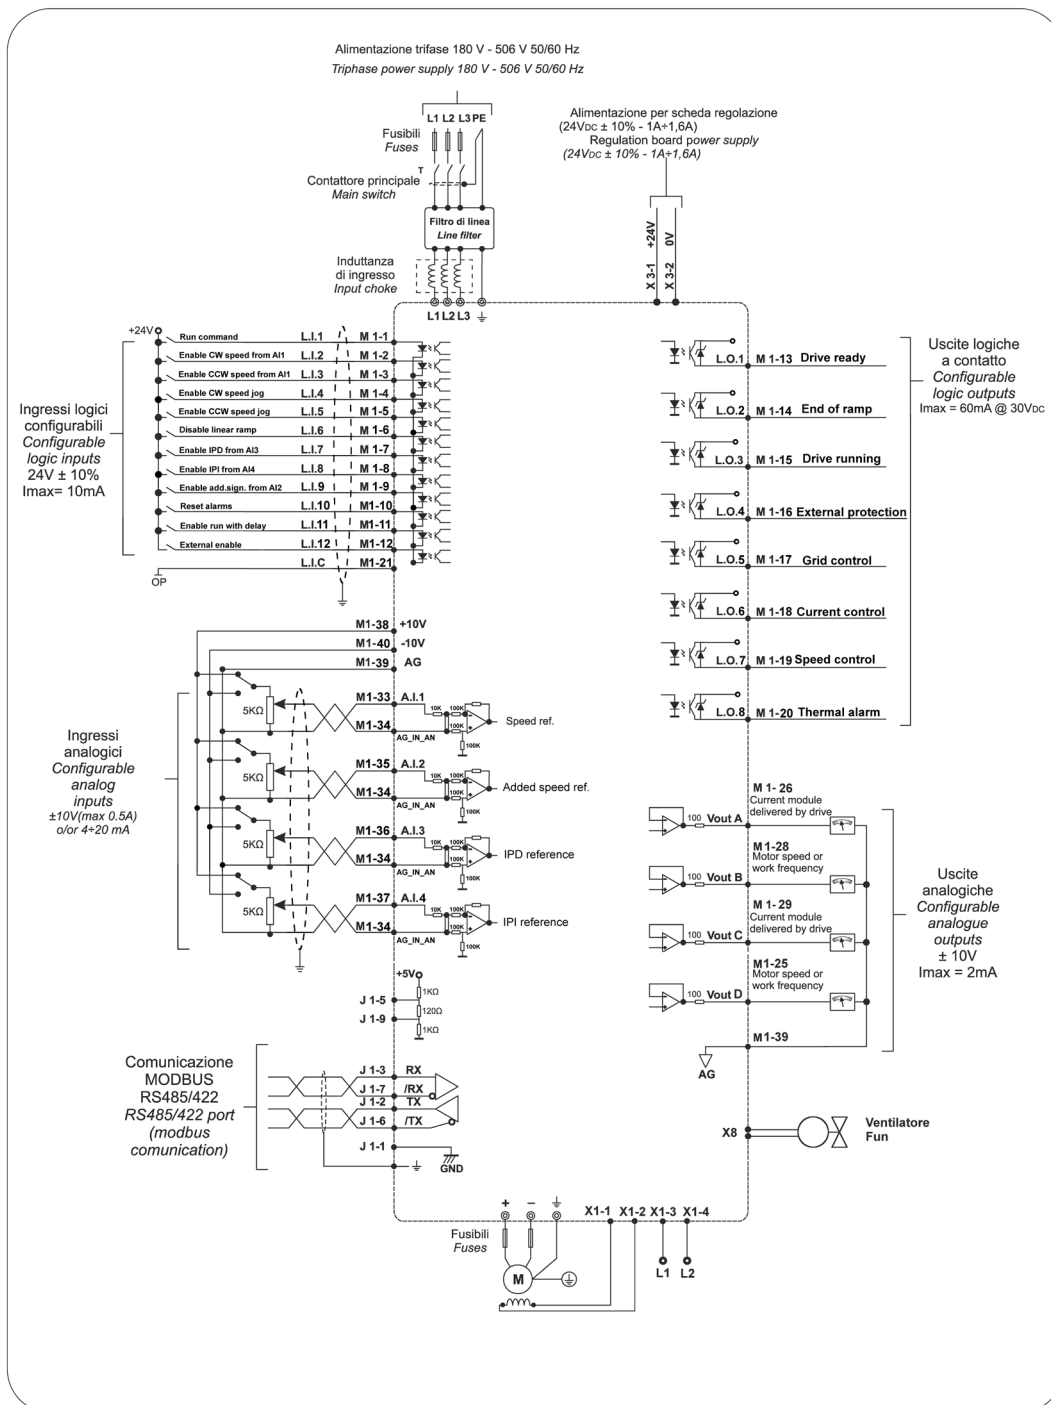 Alimentazione trifase 180 V - 506 V 50/60 Hz
Triphase power supply 180 V - 506 V 50/60 Hz
L1 L2 L3 PE
Fusibili
Fuses
T
Contattore principale
Main switch
Filtro di linea
Line filter
Induttanza
di ingresso
Input choke
L1 L2 L3
Alimentazione per scheda regolazione
(24VDC ± 10% - 1A÷1,6A)
Regulation board power supply
(24VDC ± 10% - 1A÷1,6A)
X 3-1 +24V
X 3-2 0V
Ingressi logici
configurabili
Configurable
logic inputs
24V ± 10%
Imax= 10mA
+24V
Run command L.I.1 M 1-1
Enable CW speed from AI1 L.I.2 M 1-2
Enable CCW speed from AI1 L.I.3 M 1-3
Enable CW speed jog L.I.4 M 1-4
Enable CCW speed jog L.I.5 M 1-5
Disable linear ramp L.I.6 M 1-6
Enable IPD from AI3 L.I.7 M 1-7
Enable IPI from AI4 L.I.8 M 1-8
Enable add.sign. from AI2 L.I.9 M 1-9
Reset alarms L.I.10 M1-10
Enable run with delay L.I.11 M1-11
External enable L.I.12 M1-12
L.I.C M1-21
OP
Uscite logiche
a contatto
Configurable
logic outputs
Imax = 60mA @ 30VDC
L.O.1 M 1-13 Drive ready
L.O.2 M 1-14 End of ramp
L.O.3 M 1-15 Drive running
L.O.4 M 1-16 External protection
L.O.5 M 1-17 Grid control
L.O.6 M 1-18 Current control
L.O.7 M 1-19 Speed control
L.O.8 M 1-20 Thermal alarm
M1-38 +10V
M1-40 -10V
M1-39 AG
Ingressi
analogici
Configurable
analog
inputs
±10V(max 0.5A)
o/or 4÷20 mA
5KΩ
M1-33 A.I.1
10K 100K
M1-34
100K
AG_IN_AN
100K
Speed ref.
5KΩ
M1-35 A.I.2
10K 100K
M1-34
100K
AG_IN_AN
100K
Added speed ref.
5KΩ
M1-36 A.I.3
10K 100K
M1-34
100K
AG_IN_AN
100K
IPD reference
5KΩ
M1-37 A.I.4
10K 100K
M1-34
100K
AG_IN_AN
100K
IPI reference
M 1- 26
Current module
delivered by drive
100 Vout A
M 1-28
Motor speed or
work frequency
100 Vout B
M 1- 29
Current module
delivered by drive
100 Vout C
M 1-25
Motor speed or
work frequency
100 Vout D
M 1-39
AG
Uscite
analogiche
Configurable
analogue
outputs
± 10V
Imax = 2mA
+5V
1KΩ
J 1-5
120Ω
J 1-9
1KΩ
Comunicazione
MODBUS
RS485/422
RS485/422 port
(modbus
comunication)
J 1-3 RX
J 1-7 /RX
J 1-2 TX
J 1-6 /TX
J 1-1
GND
X8
Ventilatore
Fun
+ −
X1-1 X1-2 X1-3 X1-4
Fusibili
Fuses
M
L1 L2